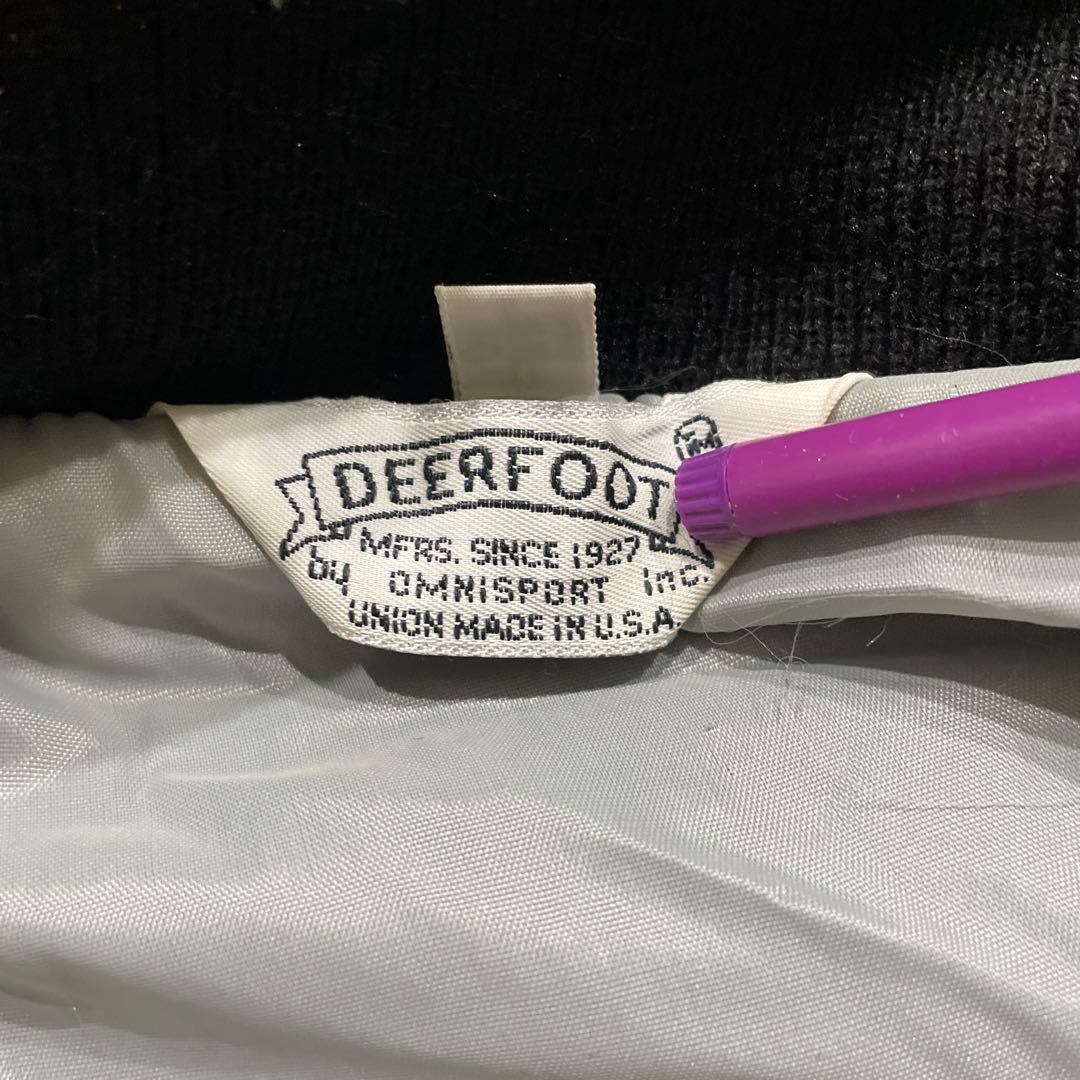 DEERFOOT
MFRS. SINCE 1927
by OMNISPORT Inc.
UNION MADE IN U.S.A.